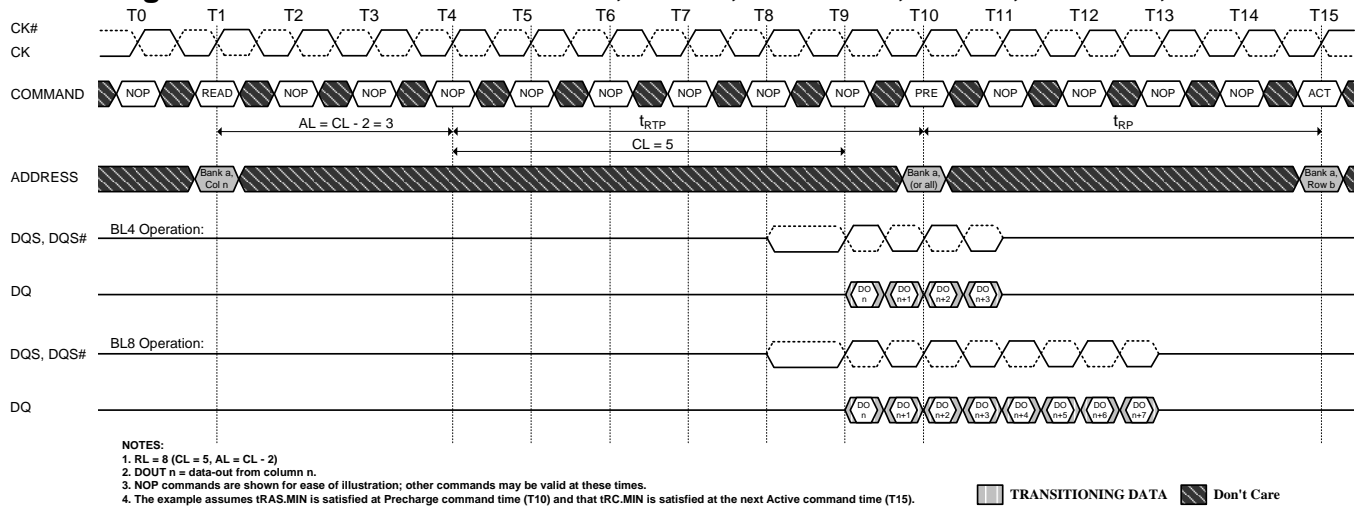 T0 T1 T2 T3 T4 T5 T6 T7 T8 T9 T10 T11 T12 T13 T14 T15
CK#
CK
COMMAND NOP READ NOP NOP NOP NOP NOP NOP NOP NOP PRE NOP NOP NOP NOP ACT
AL = CL - 2 = 3 tRTP tRP
CL = 5
ADDRESS Bank a, Col n Bank a, (or all) Bank a, Row b
BL4 Operation:
DQS, DQS#
DQ DO n DO n+1 DO n+2 DO n+3
BL8 Operation:
DQS, DQS#
DQ DO n DO n+1 DO n+2 DO n+3 DO n+4 DO n+5 DO n+6 DO n+7
NOTES:
1. RL = 8 (CL = 5, AL = CL - 2)
2. DOUT n = data-out from column n.
3. NOP commands are shown for ease of illustration; other commands may be valid at these times.
4. The example assumes tRAS.MIN is satisfied at Precharge command time (T10) and that tRC.MIN is satisfied at the next Active command time (T15).
TRANSITIONING DATA Don't Care